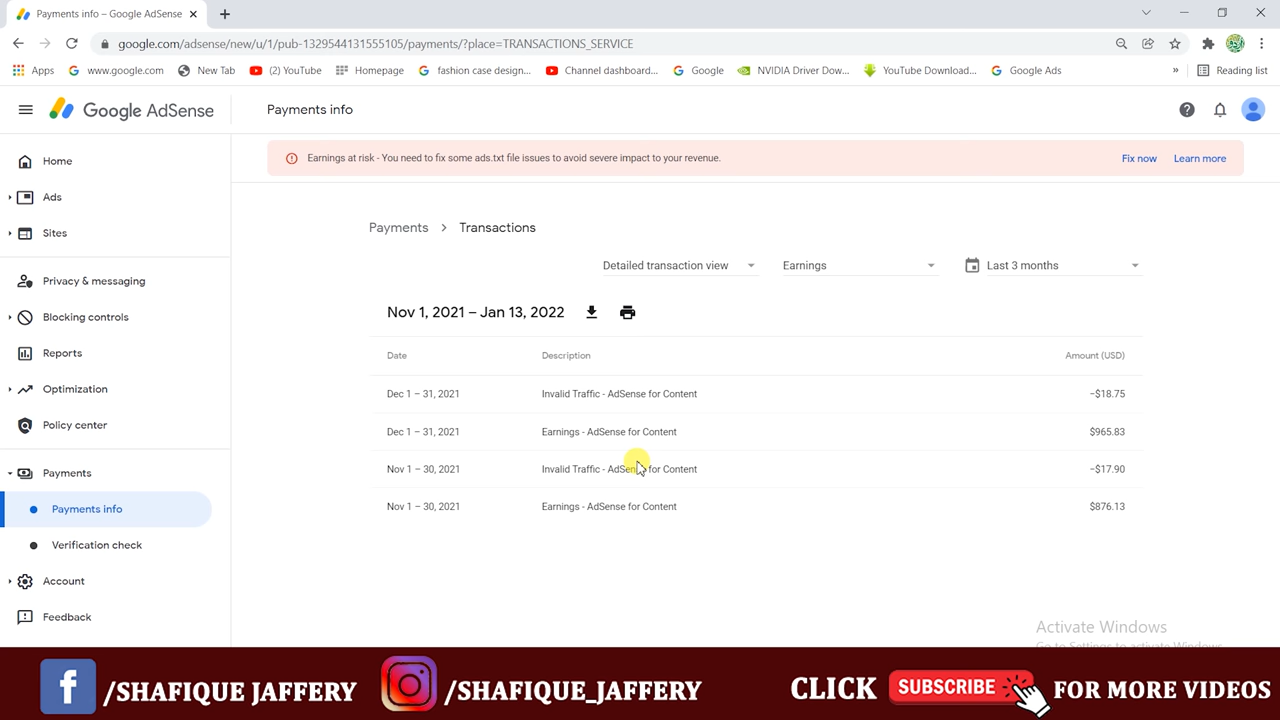 Payments info – Google AdSense
google.com/adsense/new/u/1/pub-1329544131555105/payments/?place=TRANSACTIONS_SERVICE
Apps www.google.com New Tab (2) YouTube Homepage fashion case design... Channel dashboard... Google NVIDIA Driver Dow... YouTube Download... Google Ads » Reading list
Google AdSense Payments info
Earnings at risk - You need to fix some ads.txt file issues to avoid severe impact to your revenue. Fix now Learn more
Home
Ads
Sites
Privacy & messaging
Blocking controls
Reports
Optimization
Policy center
Payments
Payments info
Verification check
Account
Feedback
Payments > Transactions
Detailed transaction view Earnings Last 3 months
Nov 1, 2021 – Jan 13, 2022
Date Description Amount (USD)
Dec 1 – 31, 2021 Invalid Traffic - AdSense for Content −$18.75
Dec 1 – 31, 2021 Earnings - AdSense for Content $965.83
Nov 1 – 30, 2021 Invalid Traffic - AdSense for Content −$17.90
Nov 1 – 30, 2021 Earnings - AdSense for Content $876.13
Activate Windows
Go to Settings to activate Windows.
f /SHAFIQUE JAFFERY /SHAFIQUE_JAFFERY CLICK SUBSCRIBE FOR MORE VIDEOS